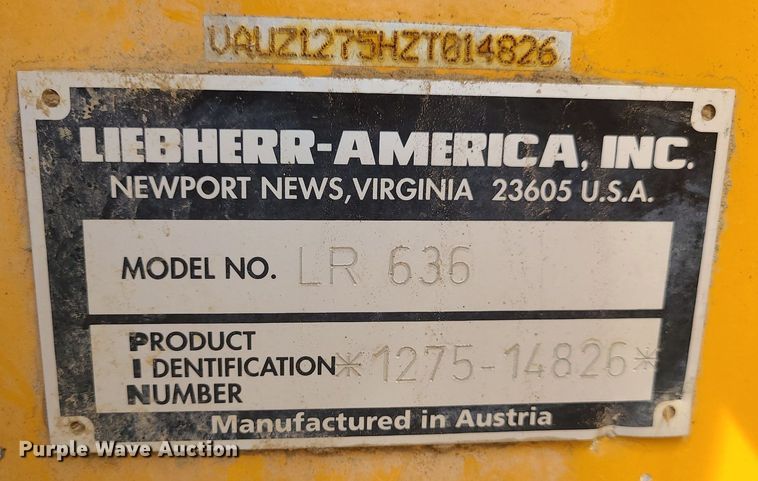 VAUZ1275HZT014826
LIEBHERR-AMERICA, INC.
NEWPORT NEWS, VIRGINIA 23605 U.S.A.
MODEL NO. LR 636
PRODUCT
IDENTIFICATION *1275-14826*
NUMBER
Manufactured in Austria
Purple Wave Auction